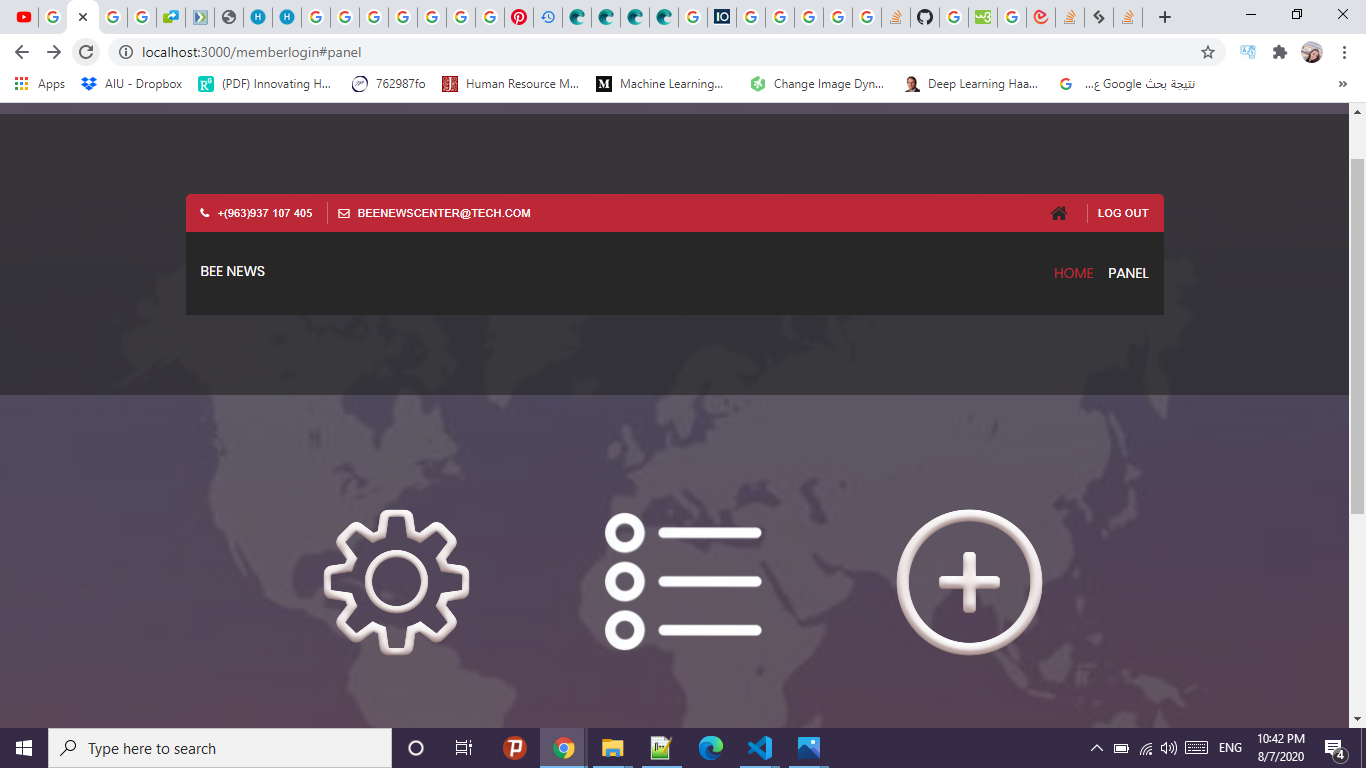 localhost:3000/memberlogin#panel
Apps
AIU - Dropbox
(PDF) Innovating H...
762987fo
Human Resource M...
Machine Learning...
Change Image Dyn...
Deep Learning Haa...
نتيجة بحث Google ع...
»
+(963)937 107 405
BEENEWSCENTER@TECH.COM
LOG OUT
BEE NEWS
HOME
PANEL
Type here to search
ENG
10:42 PM
8/7/2020
4